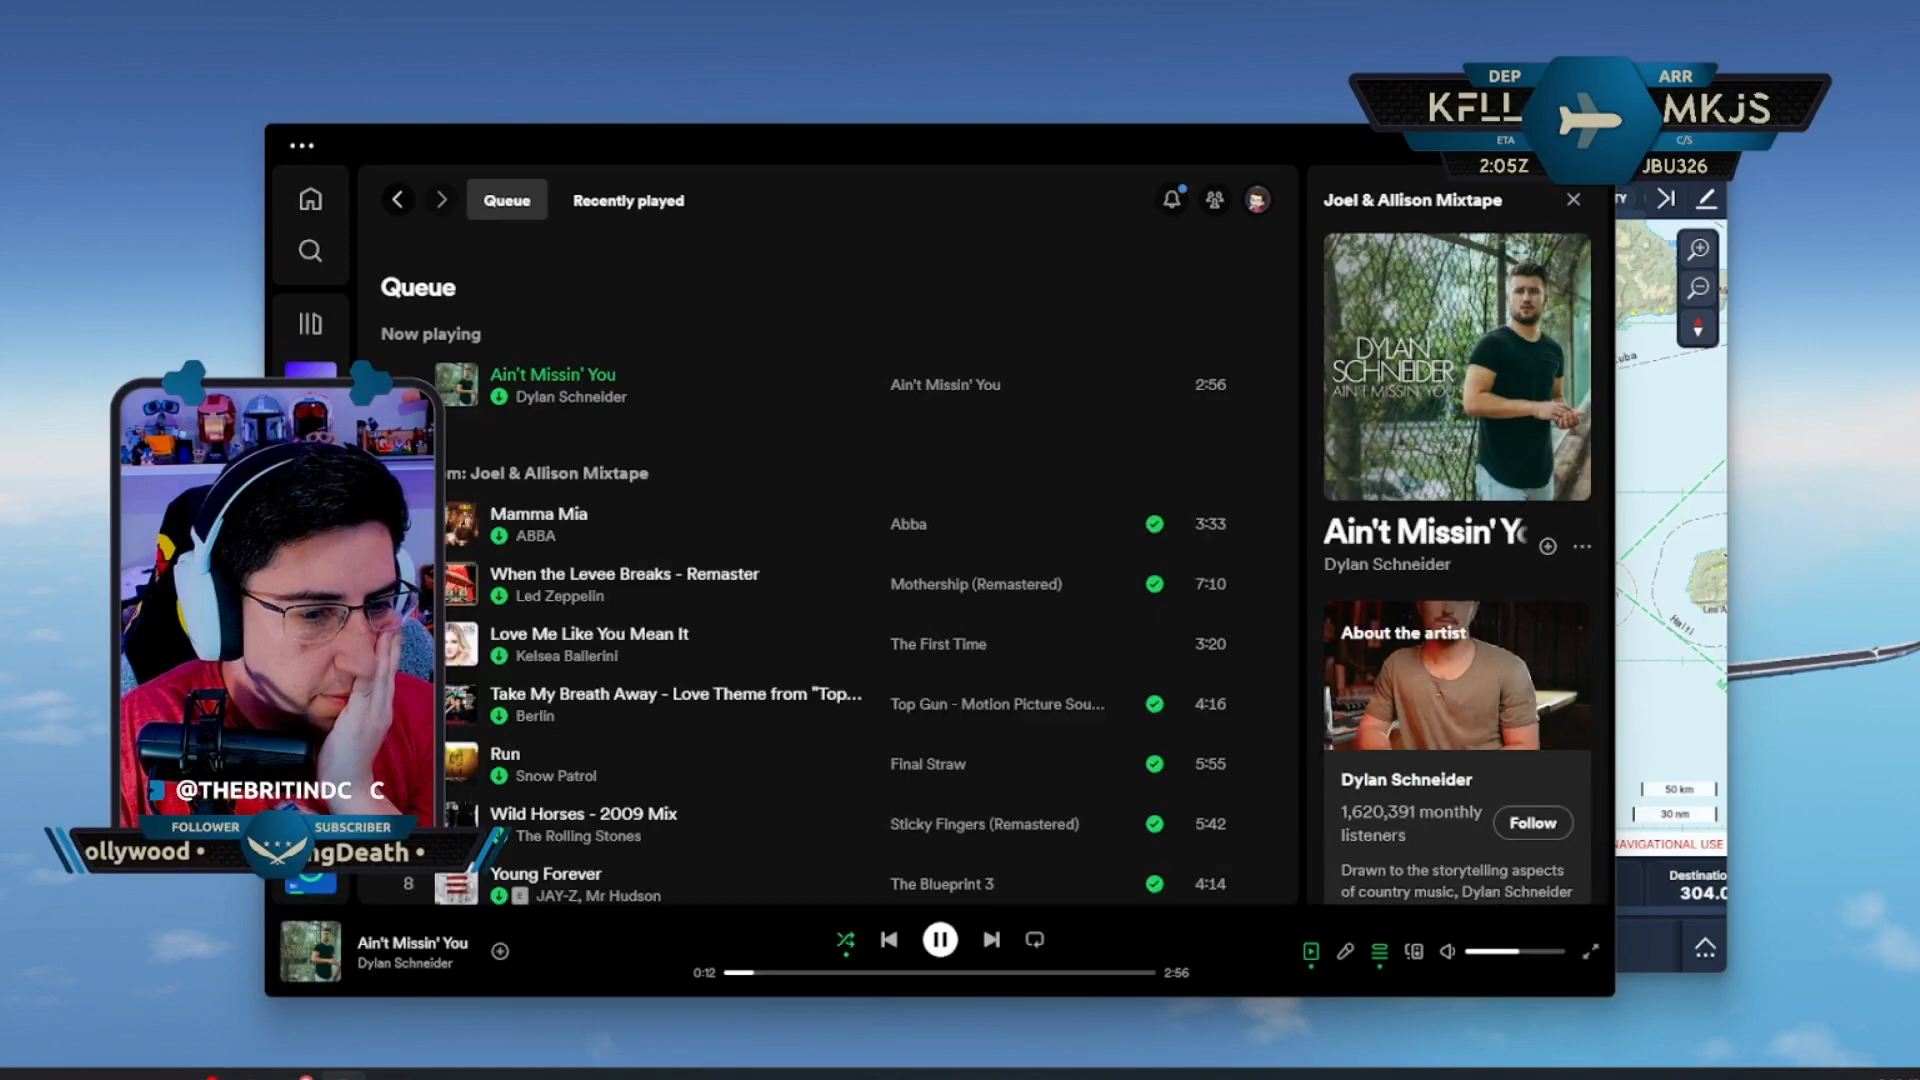 DEP
ARR
KFLL
MKJS
ETA
C/S
2:05Z
JBU326
Queue
Recently played
Joel & Allison Mixtape
TY
Queue
Now playing
Ain't Missin' You
Dylan Schneider
Ain't Missin' You
2:56
m: Joel & Allison Mixtape
Mamma Mia
ABBA
Abba
3:33
When the Levee Breaks - Remaster
Led Zeppelin
Mothership (Remastered)
7:10
Love Me Like You Mean It
Kelsea Ballerini
The First Time
3:20
Take My Breath Away - Love Theme from "Top...
Berlin
Top Gun - Motion Picture Sou...
4:16
Run
Snow Patrol
Final Straw
5:55
Wild Horses - 2009 Mix
The Rolling Stones
Sticky Fingers (Remastered)
5:42
8
Young Forever
E
JAY-Z, Mr Hudson
The Blueprint 3
4:14
DYLAN
SCHNEIDER
AIN'T MISSIN' YOU
Ain't Missin' Yo
Dylan Schneider
About the artist
Dylan Schneider
1,620,391 monthly
listeners
Follow
Drawn to the storytelling aspects
of country music, Dylan Schneider
uba
Haiti
Les A
50 km
30 nm
NAVIGATIONAL USE
Destinatio
304.0
@THEBRITINDC C
FOLLOWER
SUBSCRIBER
ollywood •
ngDeath •
Ain't Missin' You
Dylan Schneider
0:12
2:56